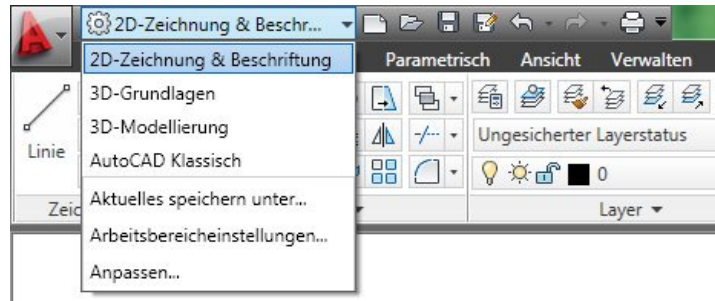 2D-Zeichnung & Beschr...
2D-Zeichnung & Beschriftung
3D-Grundlagen
3D-Modellierung
AutoCAD Klassisch
Aktuelles speichern unter...
Arbeitsbereicheinstellungen...
Anpassen...
Parametrisch Ansicht Verwalten
Linie
Ungesicherter Layerstatus
0
Zeic
Layer